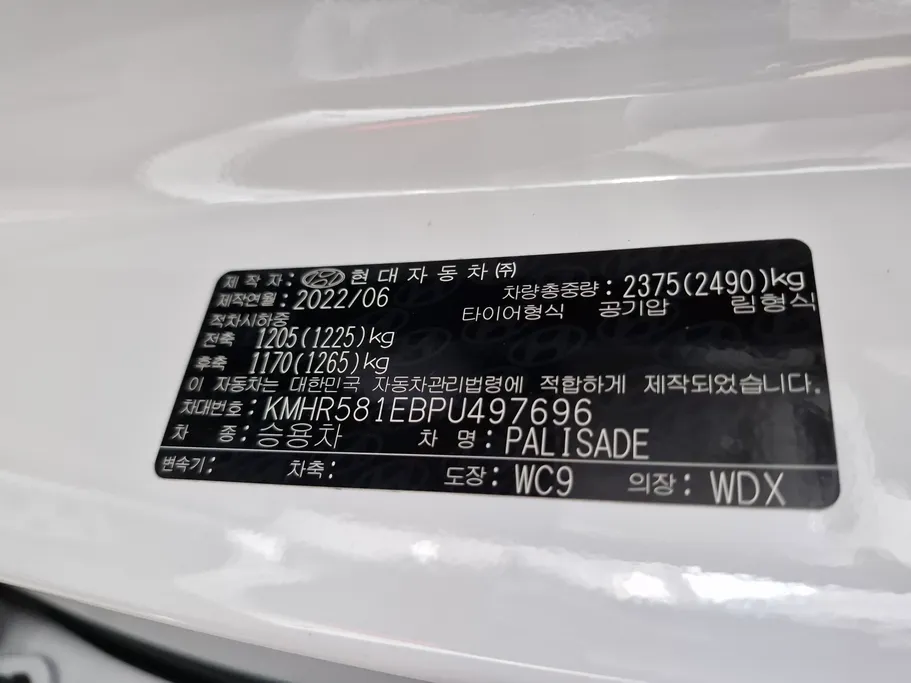 제 작 자 : 현 대 자 동 차 ㈜
제작연월 : 2022/06 차량총중량 : 2375(2490)kg
적차시하중 타이어형식 공기압 림형식
전축 1205(1225)kg
후축 1170(1265)kg
이 자동차는 대한민국 자동차관리법령에 적합하게 제작되었습니다.
차대번호 : KMHR581EBPU497696
차 종 : 승용차 차 명 : PALISADE
변속기 : 차축 : 도장 : WC9 의장 : WDX